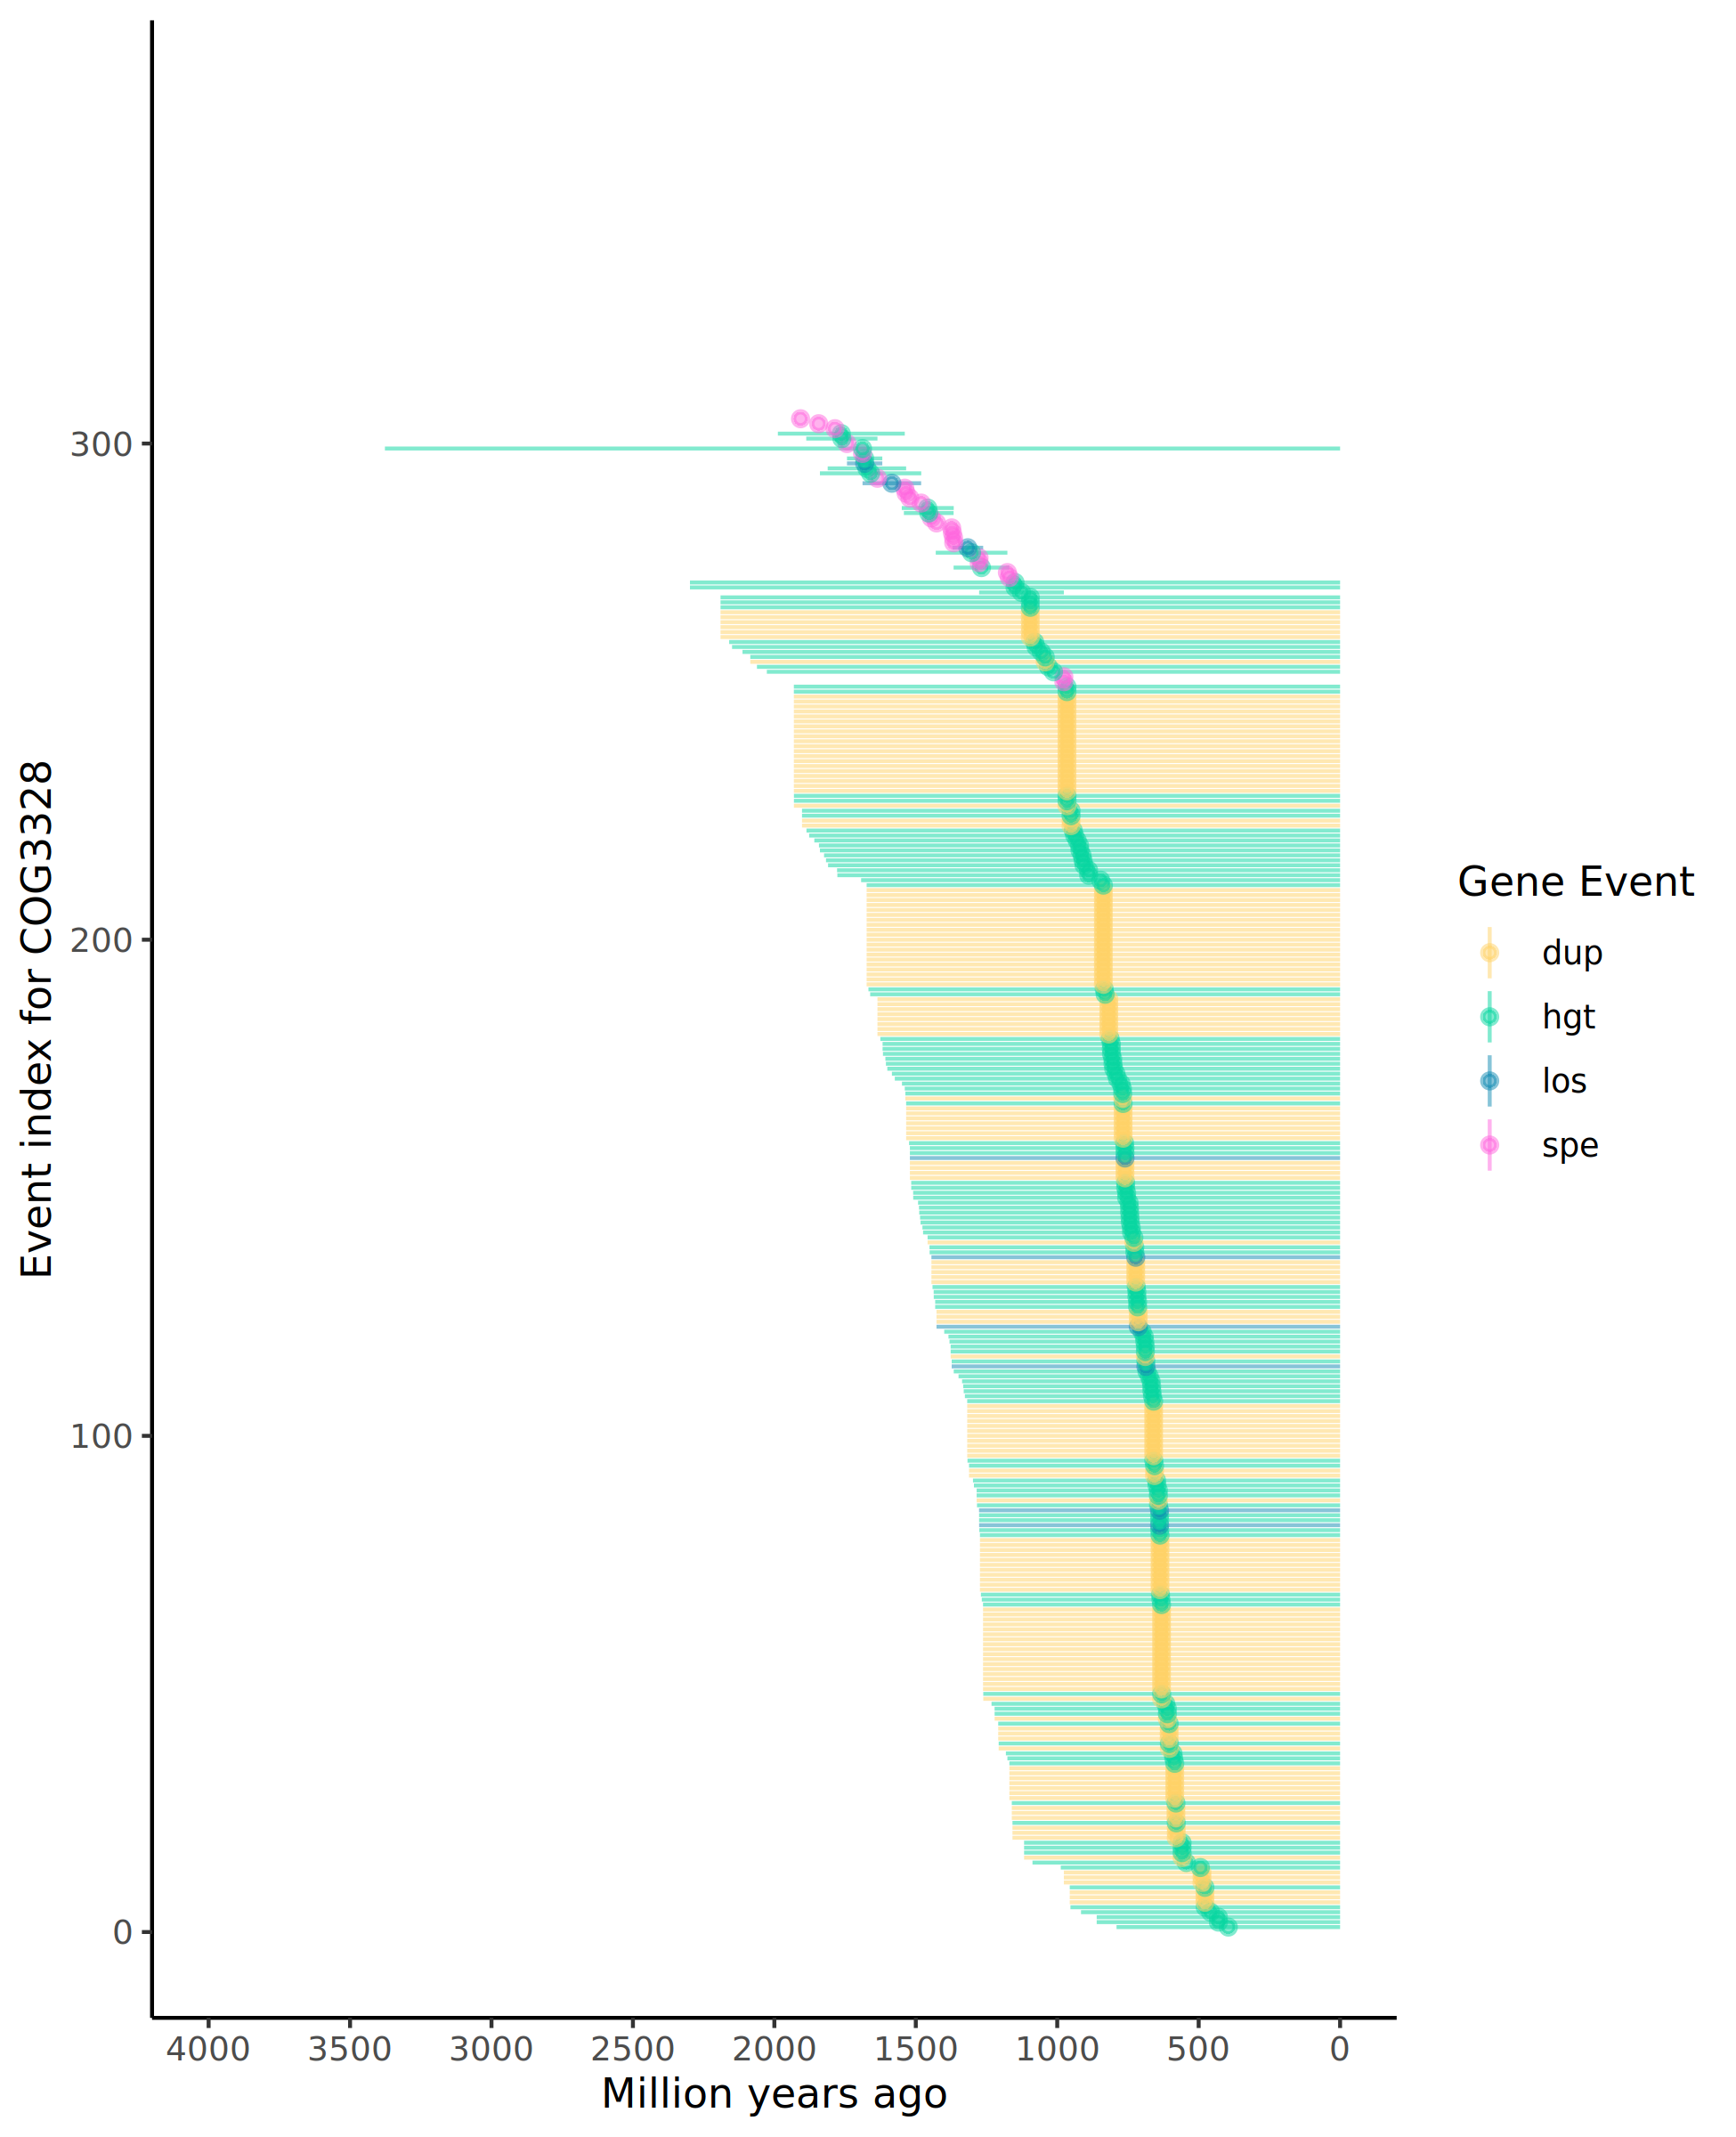 Event index for COG3328
300
200
100
0
4000 3500 3000 2500 2000 1500 1000 500 0
Million years ago
Gene Event
dup
hgt
los
spe